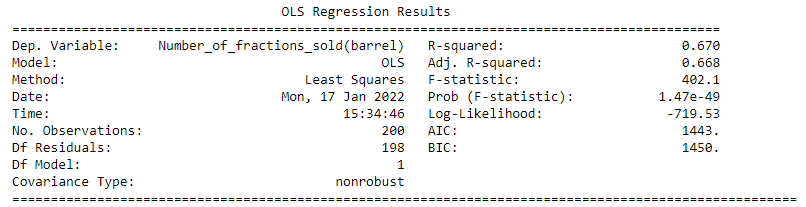 OLS Regression Results
==========================================================================================
Dep. Variable: Number_of_fractions_sold(barrel) R-squared: 0.670
Model: OLS Adj. R-squared: 0.668
Method: Least Squares F-statistic: 402.1
Date: Mon, 17 Jan 2022 Prob (F-statistic): 1.47e-49
Time: 15:34:46 Log-Likelihood: -719.53
No. Observations: 200 AIC: 1443.
Df Residuals: 198 BIC: 1450.
Df Model: 1
Covariance Type: nonrobust
====================================================================================================